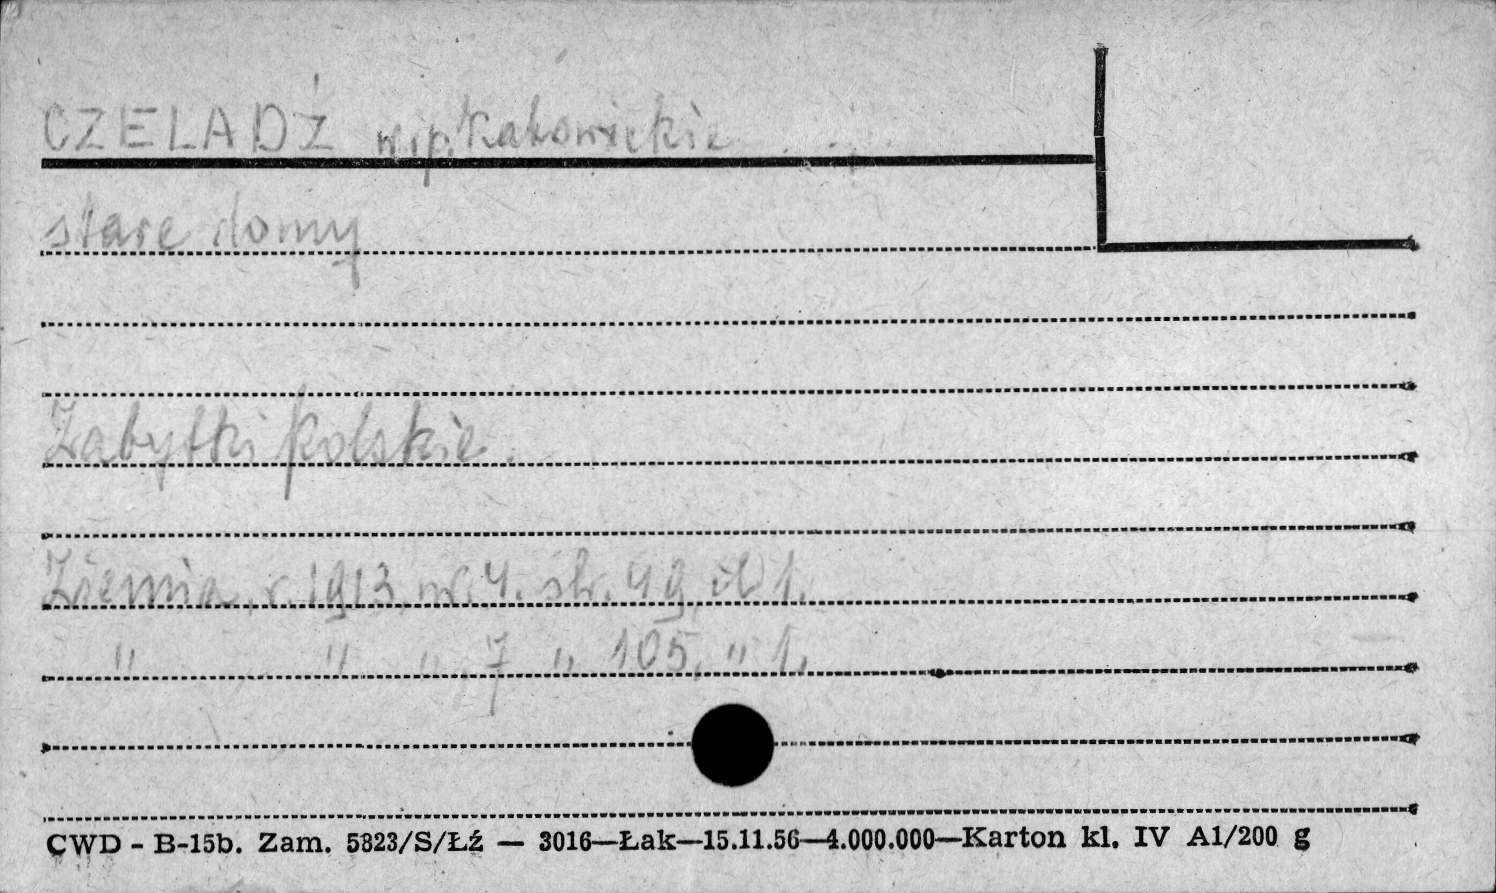 CZELADŹ w.p. Katowickie
stare domy
Zabytki polskie.
Ziemia, r. 1913, nr. 4. str. 49, il 1.
" " " 7 " 105, " 1.
CWD - B-15b. Zam. 5823/S/Łź — 3016—Łak—15.11.56—4.000.000—Karton kl. IV A1/200 g